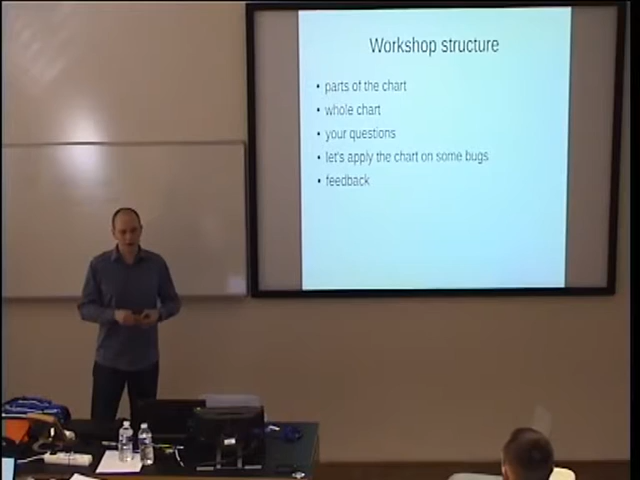 Workshop structure
• parts of the chart
• whole chart
• your questions
• let's apply the chart on some bugs
• feedback